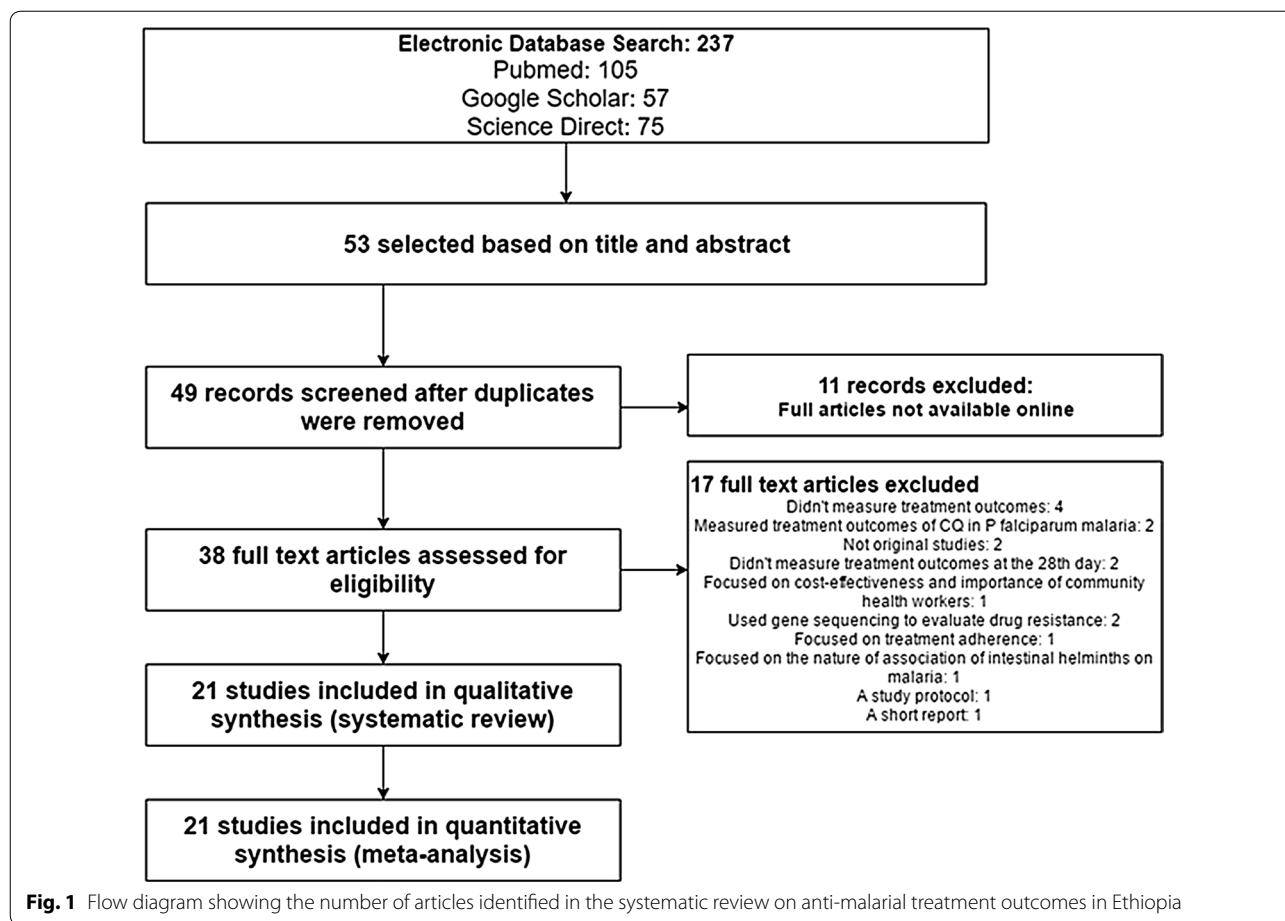 Electronic Database Search: 237
Pubmed: 105
Google Scholar: 57
Science Direct: 75
53 selected based on title and abstract
49 records screened after duplicates
were removed
11 records excluded:
Full articles not available online
38 full text articles assessed for
eligibility
17 full text articles excluded
Didn't measure treatment outcomes: 4
Measured treatment outcomes of CQ in P falciparum malaria: 2
Not original studies: 2
Didn't measure treatment outcomes at the 28th day: 2
Focused on cost-effectiveness and importance of community
health workers: 1
Used gene sequencing to evaluate drug resistance: 2
Focused on treatment adherence: 1
Focused on the nature of association of intestinal helminths on
malaria: 1
A study protocol: 1
A short report: 1
21 studies included in qualitative
synthesis (systematic review)
21 studies included in quantitative
synthesis (meta-analysis)
Fig. 1 Flow diagram showing the number of articles identified in the systematic review on anti-malarial treatment outcomes in Ethiopia